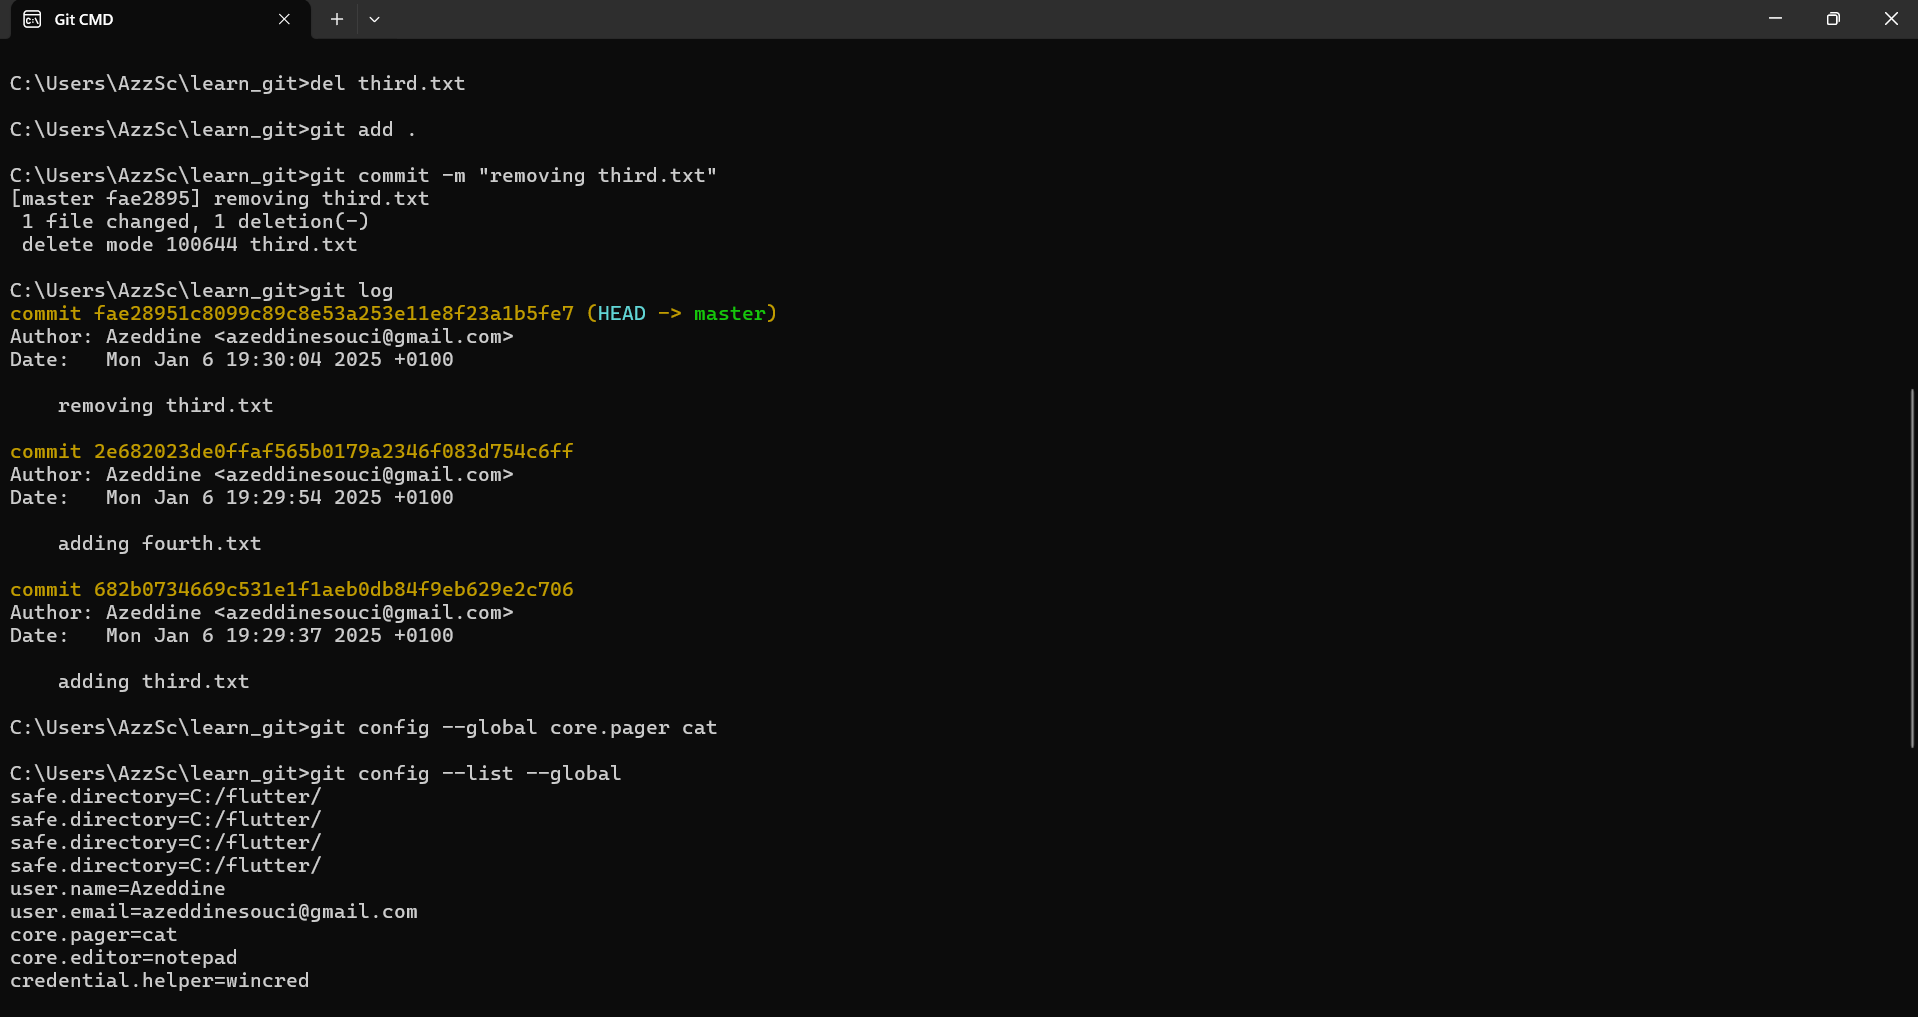 Git CMD
C:\Users\AzzSc\learn_git>del third.txt
C:\Users\AzzSc\learn_git>git add .
C:\Users\AzzSc\learn_git>git commit -m "removing third.txt"
[master fae2895] removing third.txt
 1 file changed, 1 deletion(-)
 delete mode 100644 third.txt
C:\Users\AzzSc\learn_git>git log
commit fae28951c8099c89c8e53a253e11e8f23a1b5fe7 (HEAD -> master)
Author: Azeddine <azeddinesouci@gmail.com>
Date:   Mon Jan 6 19:30:04 2025 +0100
    removing third.txt
commit 2e682023de0ffaf565b0179a2346f083d754c6ff
Author: Azeddine <azeddinesouci@gmail.com>
Date:   Mon Jan 6 19:29:54 2025 +0100
    adding fourth.txt
commit 682b0734669c531e1f1aeb0db84f9eb629e2c706
Author: Azeddine <azeddinesouci@gmail.com>
Date:   Mon Jan 6 19:29:37 2025 +0100
    adding third.txt
C:\Users\AzzSc\learn_git>git config --global core.pager cat
C:\Users\AzzSc\learn_git>git config --list --global
safe.directory=C:/flutter/
safe.directory=C:/flutter/
safe.directory=C:/flutter/
safe.directory=C:/flutter/
user.name=Azeddine
user.email=azeddinesouci@gmail.com
core.pager=cat
core.editor=notepad
credential.helper=wincred